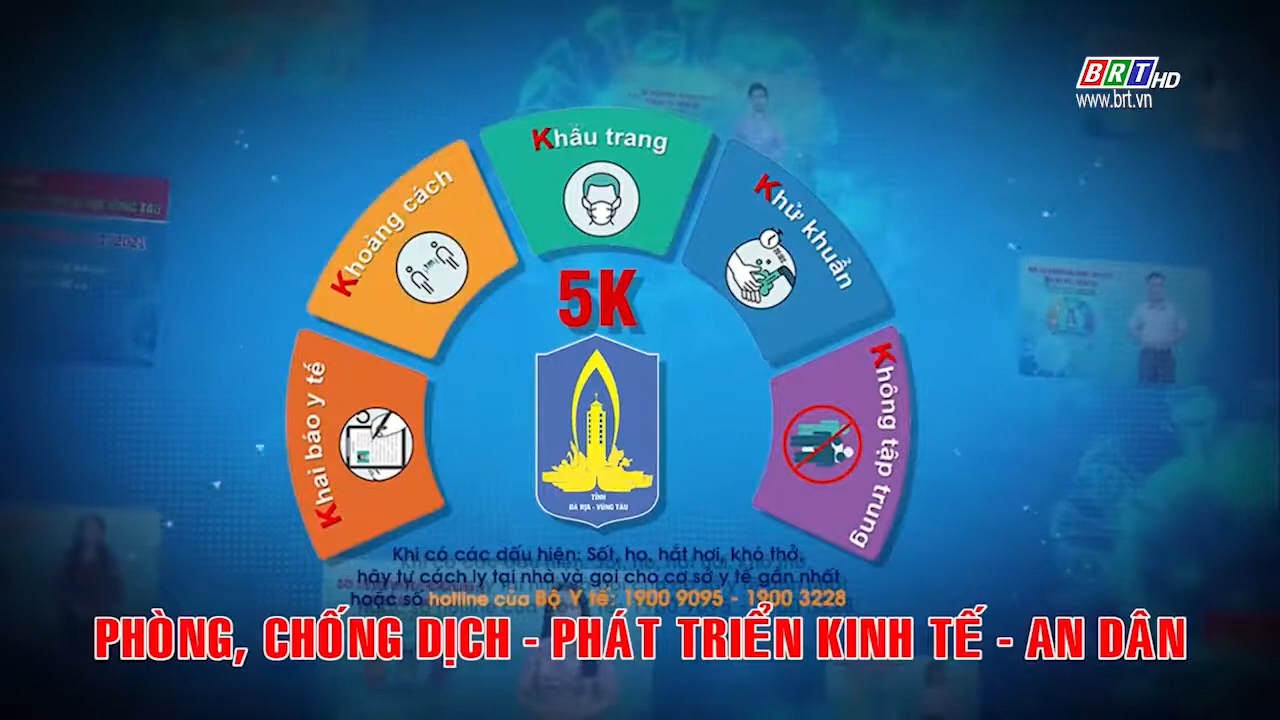 BRT HD
www.brt.vn
Khẩu trang
Khoảng cách
Khử khuẩn
5K
Khai báo y tế
Không tập trung
TỈNH
BÀ RỊA - VŨNG TÀU
Khi có các dấu hiện: Sốt, ho, hắt hơi, khó thở,
hãy tự cách ly tại nhà và gọi cho cơ sở y tế gần nhất
hoặc số hotline của Bộ Y tế: 1900 9095 - 1900 3228
PHÒNG, CHỐNG DỊCH - PHÁT TRIỂN KINH TẾ - AN DÂN